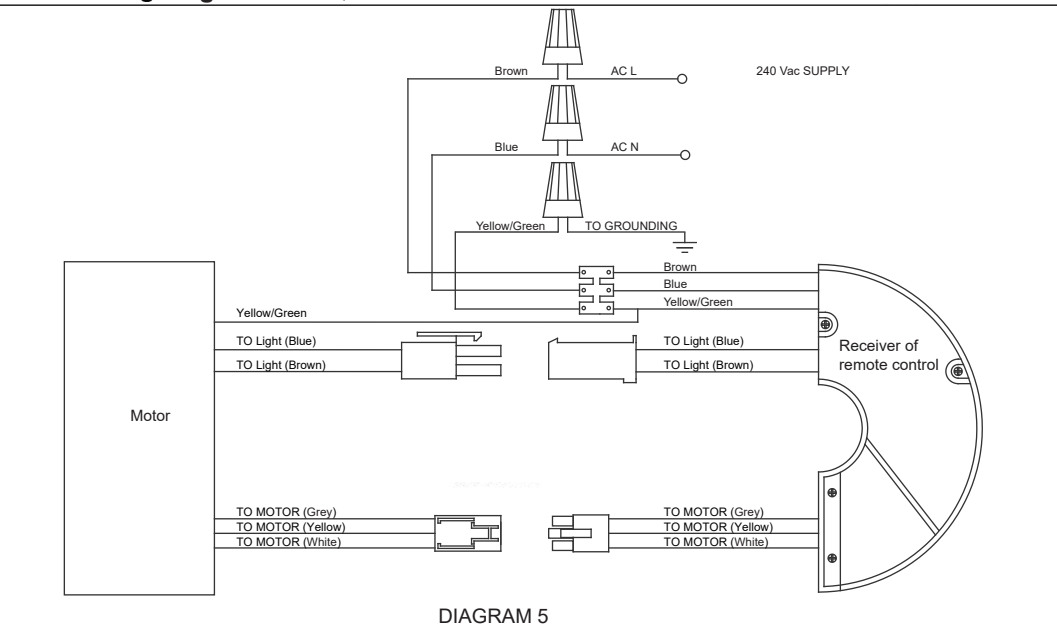 Brown AC L 240 Vac SUPPLY
Blue AC N
Yellow/Green TO GROUNDING
Brown
Blue
Yellow/Green
Yellow/Green
TO Light (Blue)
TO Light (Brown)
TO Light (Blue)
TO Light (Brown)
Receiver of
remote control
Motor
TO MOTOR (Grey)
TO MOTOR (Yellow)
TO MOTOR (White)
TO MOTOR (Grey)
TO MOTOR (Yellow)
TO MOTOR (White)
DIAGRAM 5